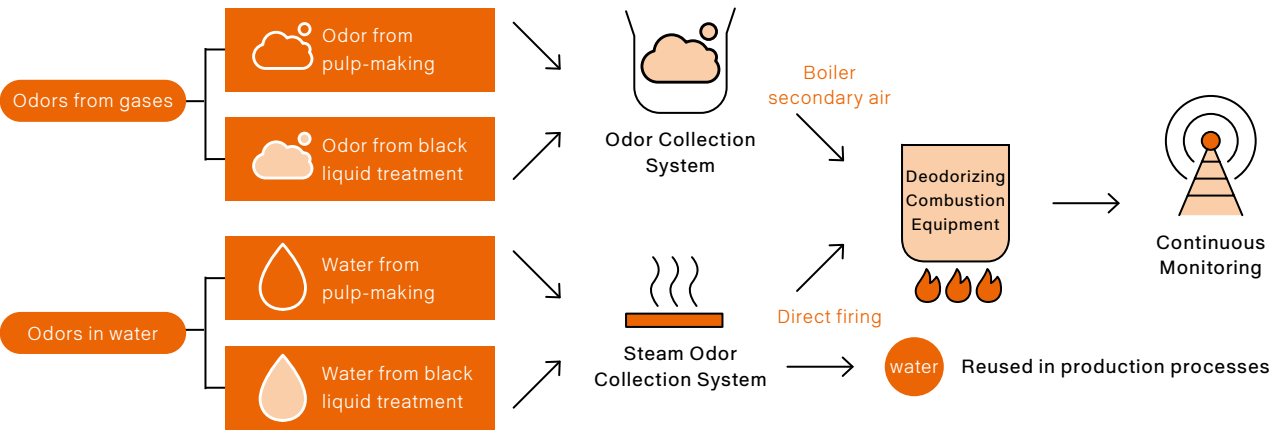 Odors from gases
Odor from
pulp-making
Odor from black
liquid treatment
Odor Collection
System
Boiler
secondary air
Odors in water
Water from
pulp-making
Water from black
liquid treatment
Steam Odor
Collection System
Direct firing
Deodorizing
Combustion
Equipment
Continuous
Monitoring
water
Reused in production processes